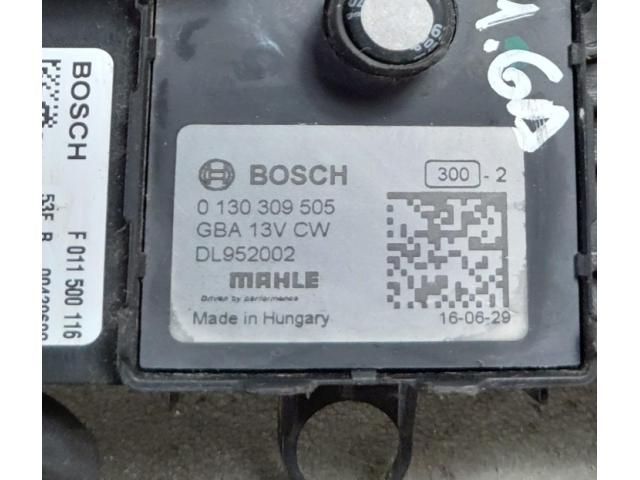 BOSCH
F 011 500 116
BOSCH
300 - 2
0 130 309 505
GBA 13V CW
DL952002
MAHLE
Driven by performance
Made in Hungary
16-06-29